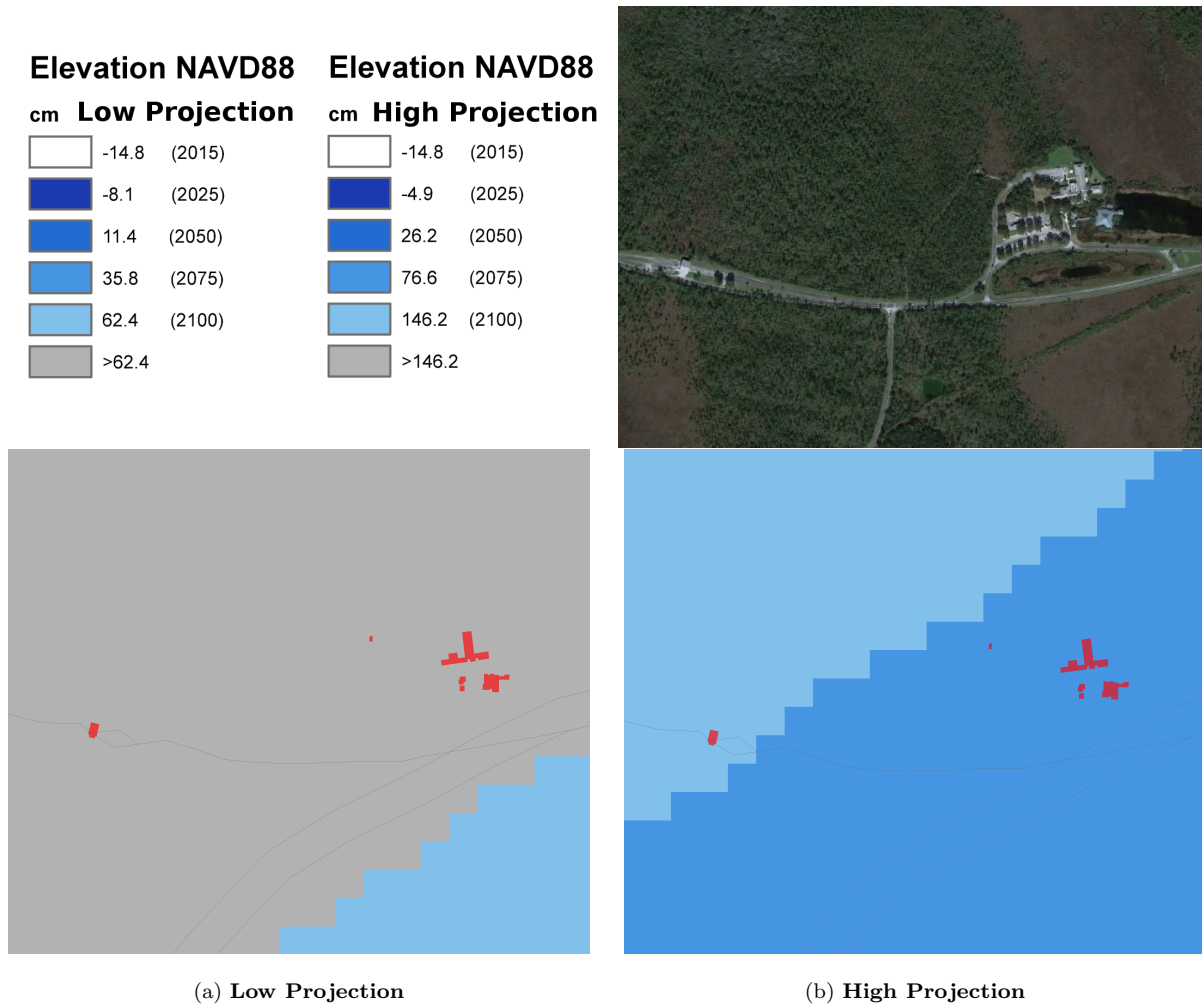 Elevation NAVD88
cm Low Projection
-14.8 (2015)
-8.1 (2025)
11.4 (2050)
35.8 (2075)
62.4 (2100)
>62.4
Elevation NAVD88
cm High Projection
-14.8 (2015)
-4.9 (2025)
26.2 (2050)
76.6 (2075)
146.2 (2100)
>146.2
(a) Low Projection
(b) High Projection